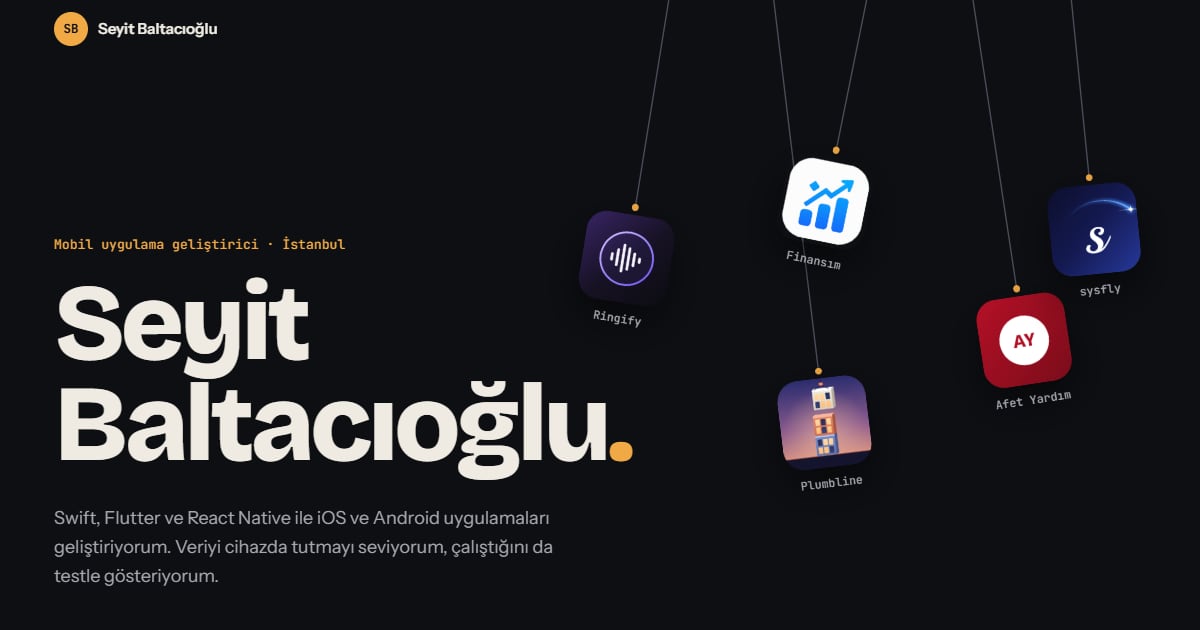 SB Seyit Baltacıoğlu
Mobil uygulama geliştirici · İstanbul
Seyit
Baltacıoğlu.
Swift, Flutter ve React Native ile iOS ve Android uygulamaları
geliştiriyorum. Veriyi cihazda tutmayı seviyorum, çalıştığını da
testle gösteriyorum.
Ringify
Finansım
Plumbline
AY
Afet Yardım
S
sysfly